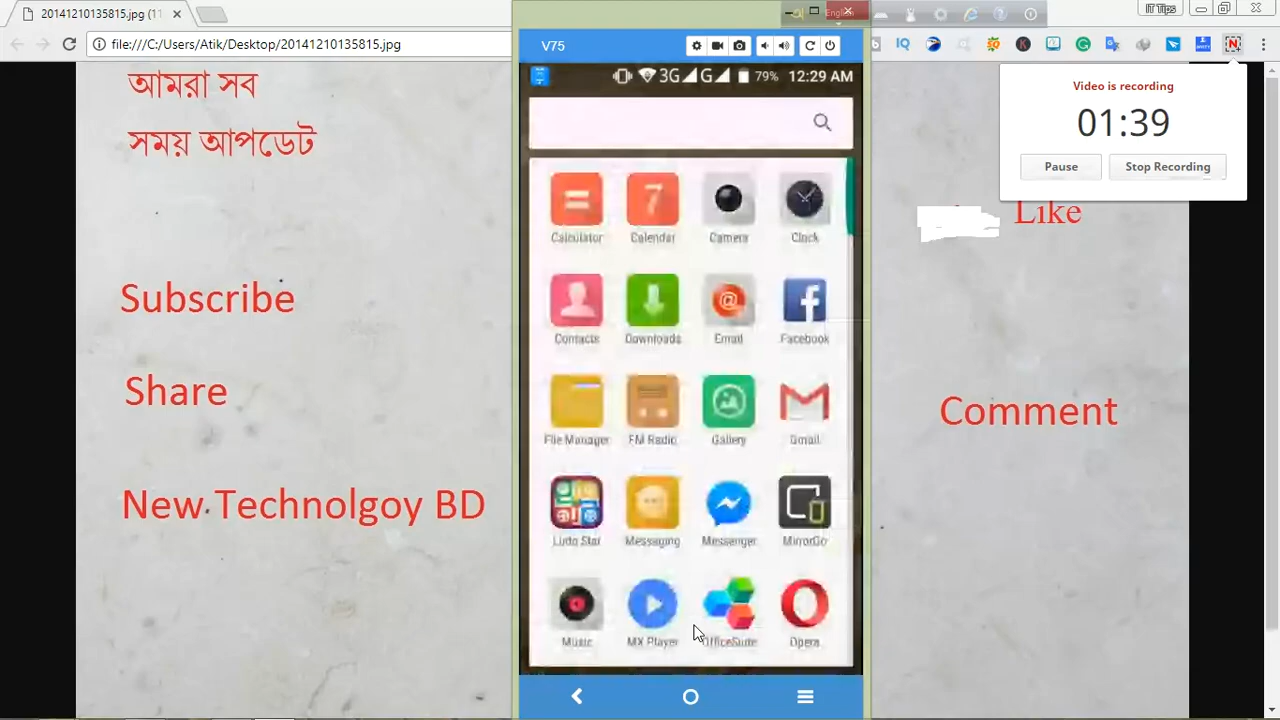 20141210135815.jpg
English
IT Tips
file:///C:/Users/Atik/Desktop/20141210135815.jpg
V75
3G G 79% 12:29 AM
Video is recording
01:39
Pause Stop Recording
আমরা সব
সময় আপডেট
Like
Subscribe
Share
Comment
New Technolgoy BD
Calculator Calendar Camera Clock
Contacts Downloads Email Facebook
File Manager FM Radio Gallery Gmail
Ludo Star Messaging Messenger MirrorGo
Music MX Player OfficeSuite Opera